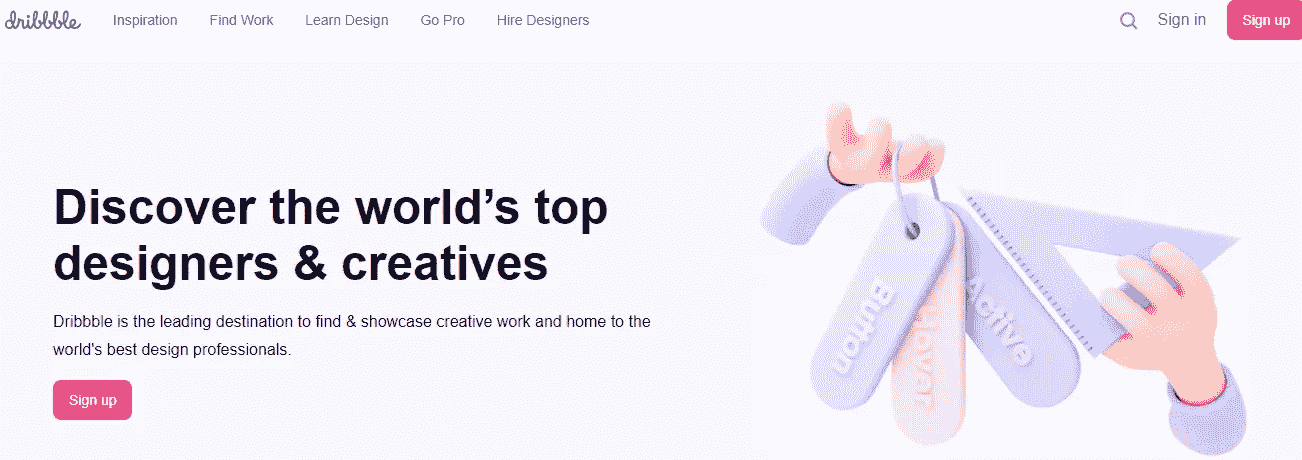 dribbble Inspiration Find Work Learn Design Go Pro Hire Designers Sign in Sign up
Discover the world’s top
designers & creatives
Dribbble is the leading destination to find & showcase creative work and home to the
world's best design professionals.
Sign up
Button
Hover
Active